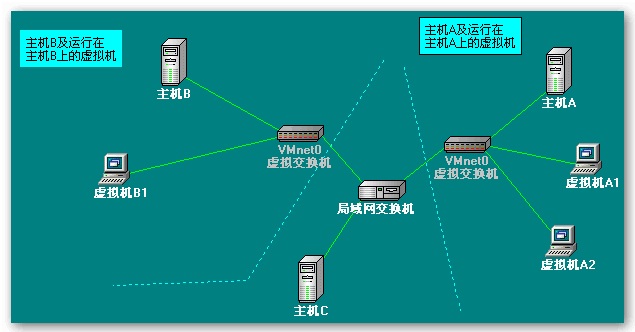 主机B及运行在
主机B上的虚拟机
主机A及运行在
主机A上的虚拟机
主机B
主机A
VMnet0
虚拟交换机
VMnet0
虚拟交换机
虚拟机B1
虚拟机A1
局域网交换机
虚拟机A2
主机C